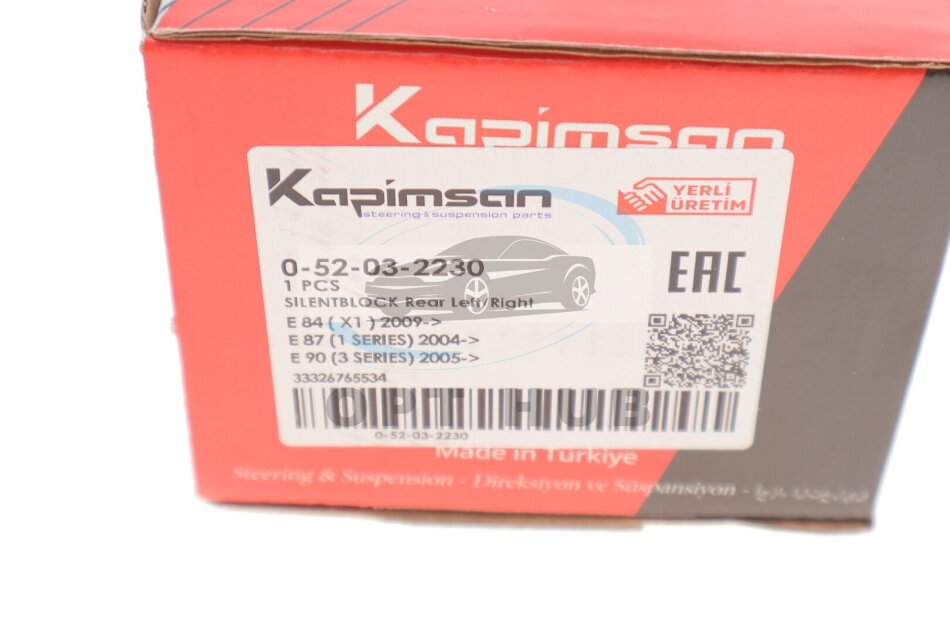 Kapimsan
Kapimsan
steering & suspension parts
YERLİ
ÜRETİM
0-52-03-2230
1 PCS
SILENTBLOCK Rear Left/Right
EAC
E 84 ( X1 ) 2009->
E 87 (1 SERIES) 2004->
E 90 (3 SERIES) 2005->
33326765534
OPT HUB
0-52-03-2230
Made in Türkiye
Steering & Suspension - Direksiyon ve Süspansiyon -